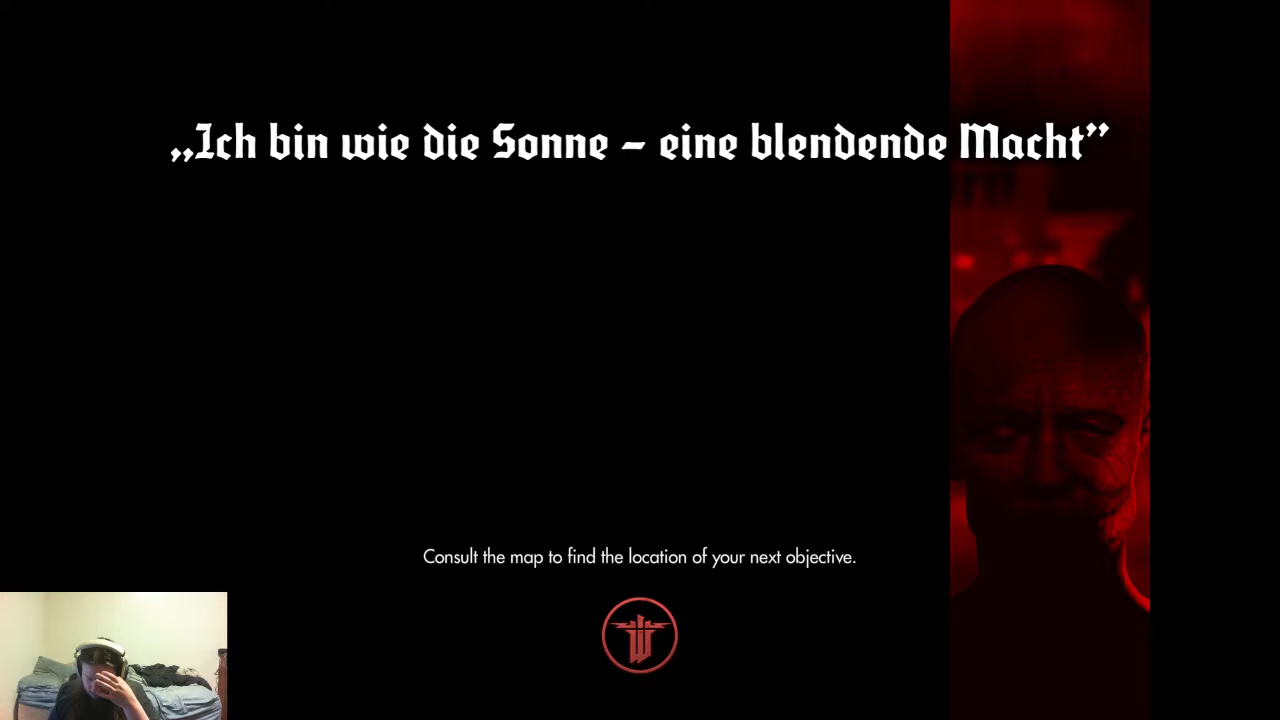 „Ich bin wie die Sonne – eine blendende Macht”
Consult the map to find the location of your next objective.